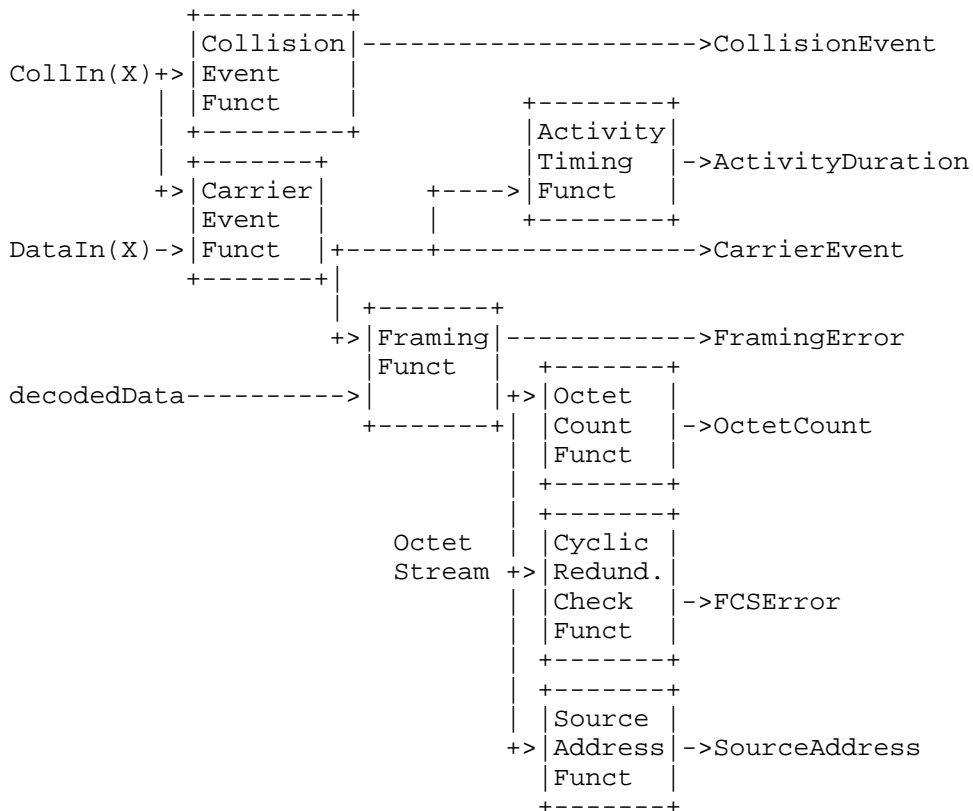 +---------+
|Collision|--------------------->CollisionEvent
CollIn(X)+>|Event    |
| |Funct    |          +--------+
| +---------+          |Activity|
| +-------+            |Timing  |->ActivityDuration
+>|Carrier|      +---->|Funct   |
|Event  |      |     +--------+
DataIn(X)->|Funct  |+-----+---------------->CarrierEvent
+-------+|
| +-------+
+>|Framing|------------>FramingError
|Funct  |  +-------+
decodedData---------->|       |+>|Octet  |
+-------+| |Count  |->OctetCount
| |Funct  |
| +-------+
| +-------+
Octet  | |Cyclic |
Stream +>|Redund.|
| |Check  |->FCSError
| |Funct  |
| +-------+
| +-------+
| |Source |
+>|Address|->SourceAddress
|Funct  |
+-------+